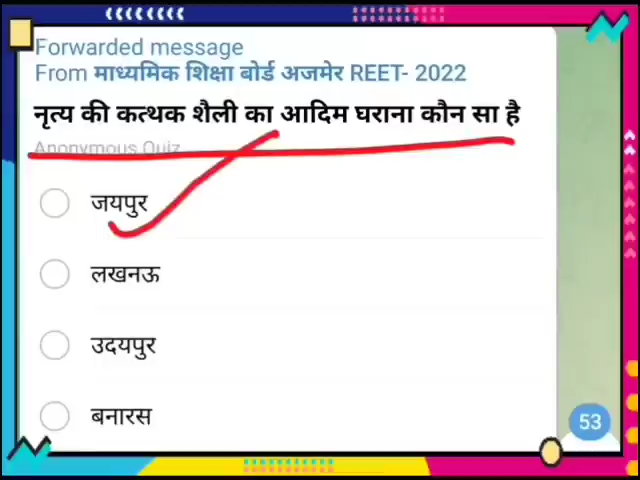 Forwarded message
From माध्यमिक शिक्षा बोर्ड अजमेर REET- 2022
नृत्य की कत्थक शैली का आदिम घराना कौन सा है
Anonymous Quiz
जयपुर
लखनऊ
उदयपुर
बनारस
53